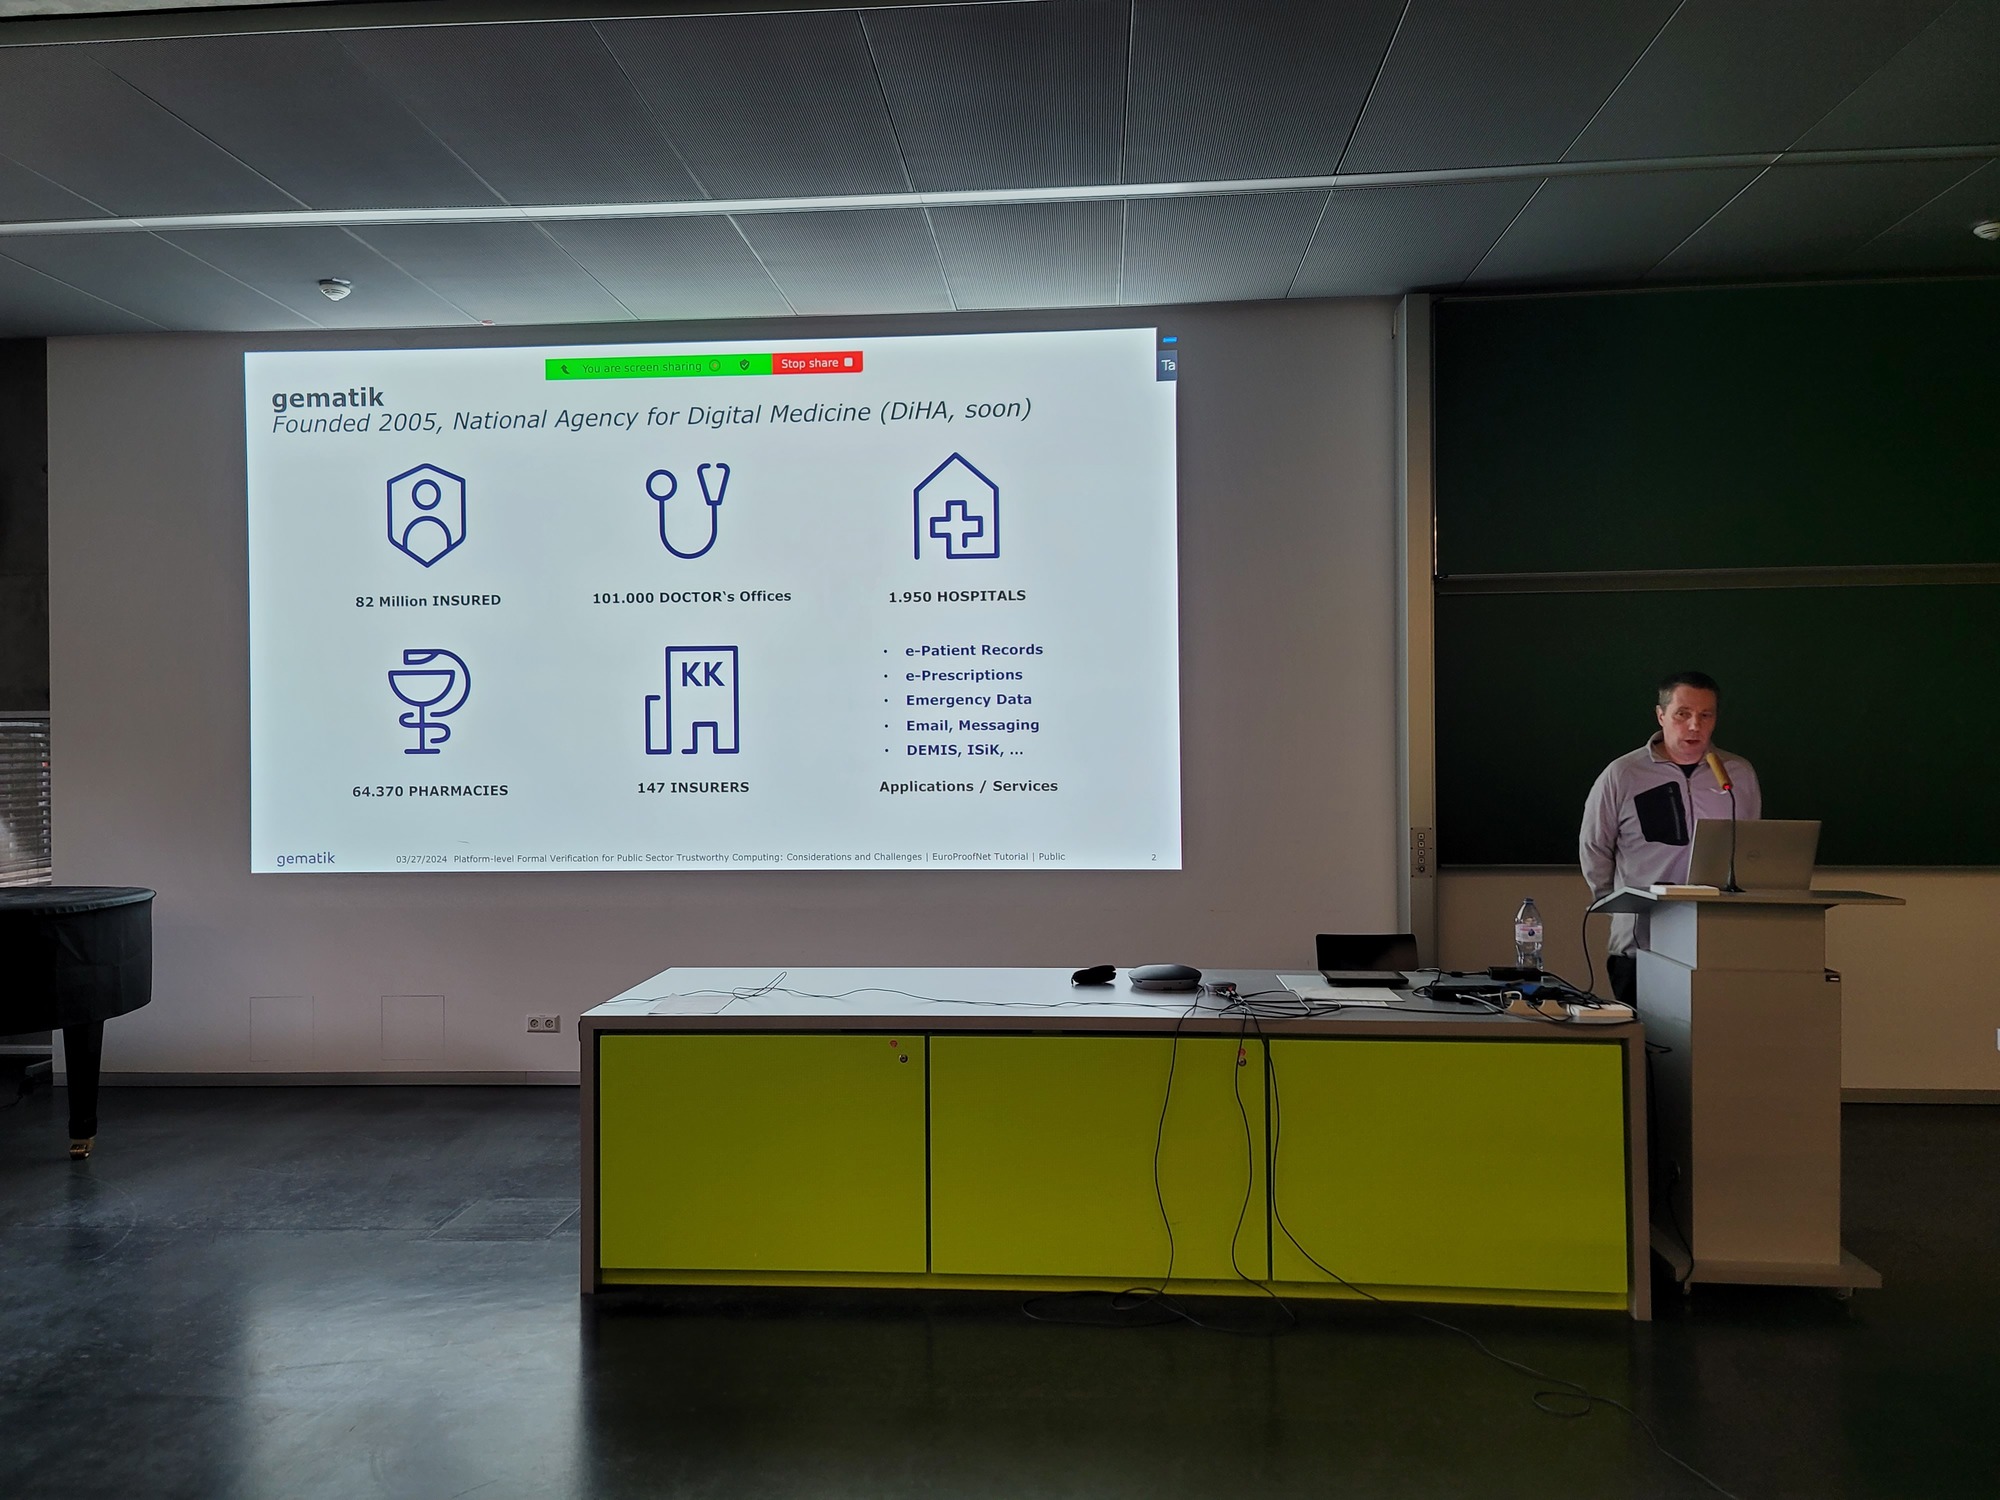 You are screen sharing
Stop share
Ta
gematik
Founded 2005, National Agency for Digital Medicine (DiHA, soon)
82 Million INSURED
101.000 DOCTOR‘s Offices
1.950 HOSPITALS
KK
64.370 PHARMACIES
147 INSURERS
• e-Patient Records
• e-Prescriptions
• Emergency Data
• Email, Messaging
• DEMIS, ISiK, ...
Applications / Services
gematik
03/27/2024 Platform-level Formal Verification for Public Sector Trustworthy Computing: Considerations and Challenges | EuroProofNet Tutorial | Public
2
DELL